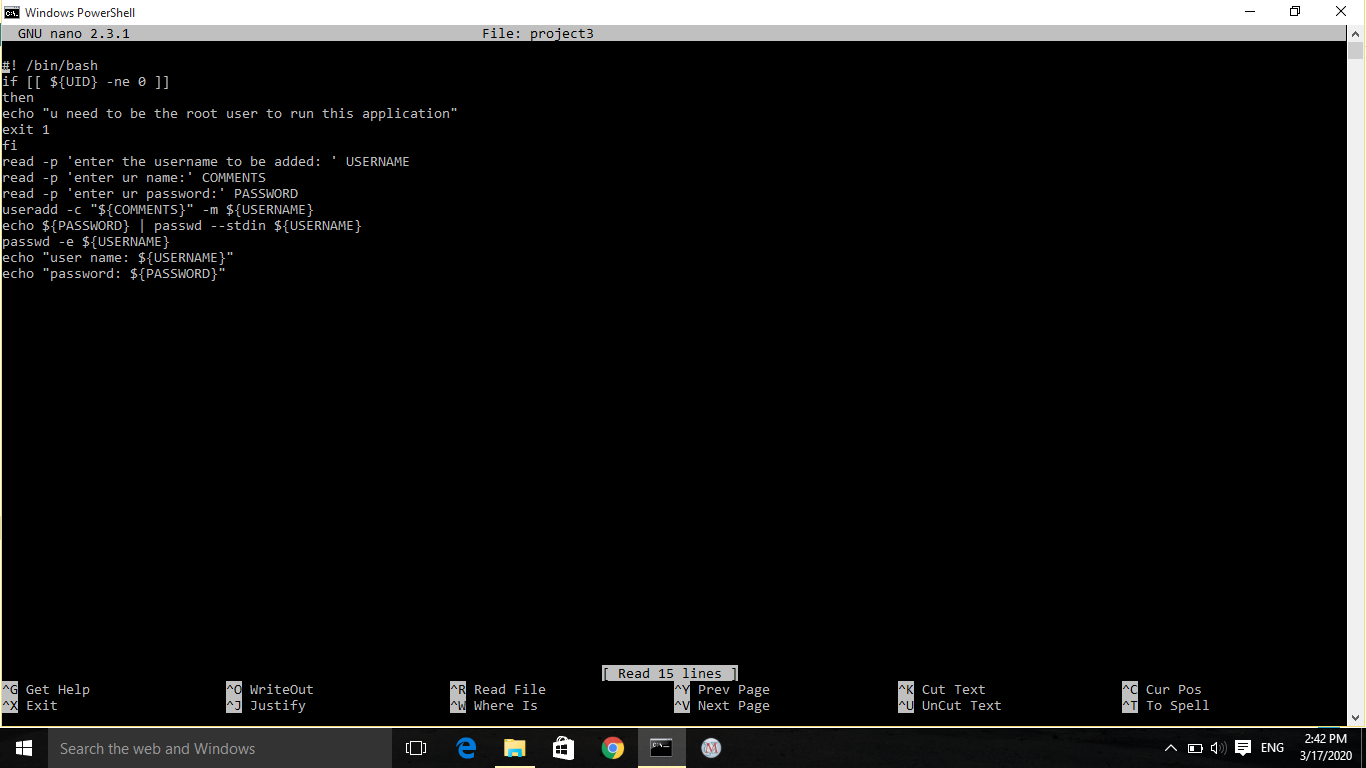 Windows PowerShell
GNU nano 2.3.1 File: project3
#! /bin/bash
if [[ ${UID} -ne 0 ]]
then
echo "u need to be the root user to run this application"
exit 1
fi
read -p 'enter the username to be added: ' USERNAME
read -p 'enter ur name:' COMMENTS
read -p 'enter ur password:' PASSWORD
useradd -c "${COMMENTS}" -m ${USERNAME}
echo ${PASSWORD} | passwd --stdin ${USERNAME}
passwd -e ${USERNAME}
echo "user name: ${USERNAME}"
echo "password: ${PASSWORD}"
[ Read 15 lines ]
^G Get Help ^O WriteOut ^R Read File ^Y Prev Page ^K Cut Text ^C Cur Pos
^X Exit ^J Justify ^W Where Is ^V Next Page ^U UnCut Text ^T To Spell
Search the web and Windows
ENG
2:42 PM
3/17/2020